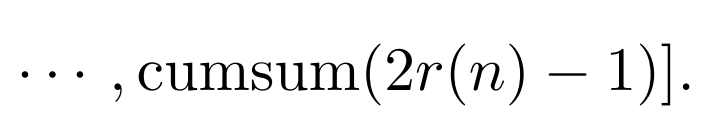 ⋯ , cumsum(2r(n) − 1)].